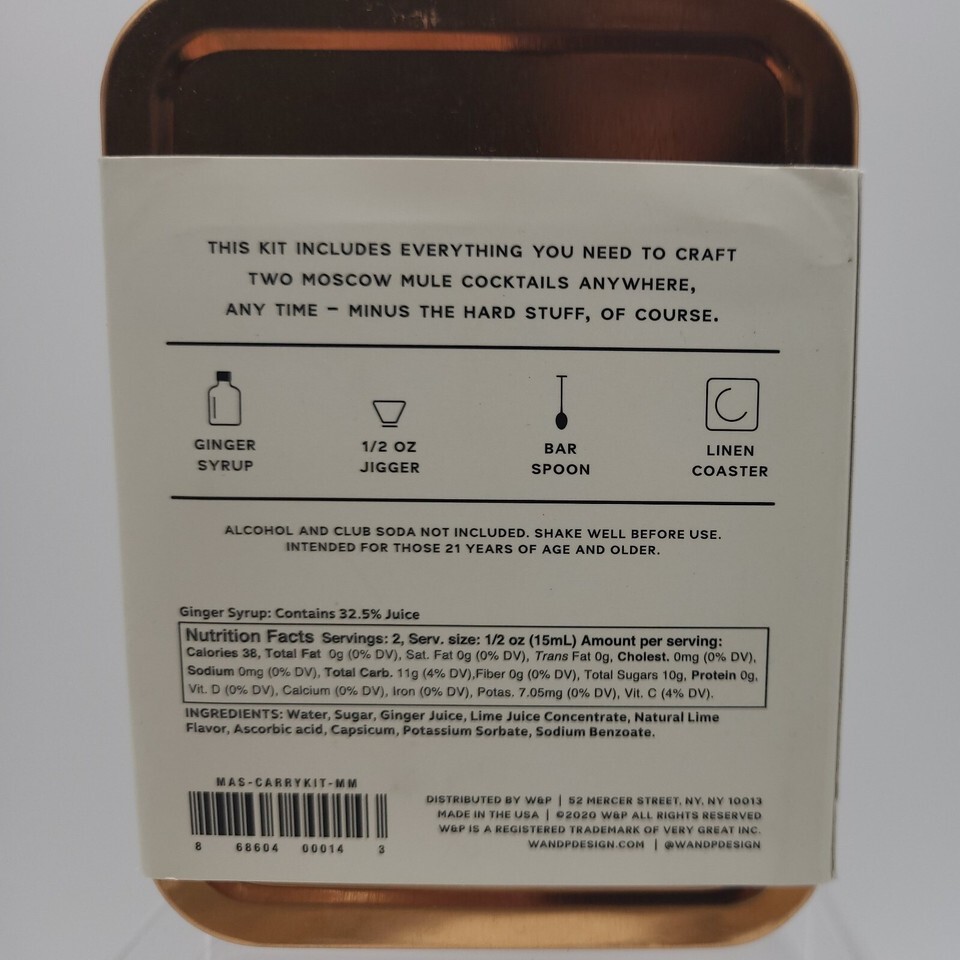 THIS KIT INCLUDES EVERYTHING YOU NEED TO CRAFT
TWO MOSCOW MULE COCKTAILS ANYWHERE,
ANY TIME – MINUS THE HARD STUFF, OF COURSE.
GINGER
SYRUP
1/2 OZ
JIGGER
BAR
SPOON
LINEN
COASTER
ALCOHOL AND CLUB SODA NOT INCLUDED. SHAKE WELL BEFORE USE.
INTENDED FOR THOSE 21 YEARS OF AGE AND OLDER.
Ginger Syrup: Contains 32.5% Juice
Nutrition Facts Servings: 2, Serv. size: 1/2 oz (15mL) Amount per serving:
Calories 38, Total Fat 0g (0% DV), Sat. Fat 0g (0% DV), Trans Fat 0g, Cholest. 0mg (0% DV),
Sodium 0mg (0% DV), Total Carb. 11g (4% DV),Fiber 0g (0% DV), Total Sugars 10g, Protein 0g,
Vit. D (0% DV), Calcium (0% DV), Iron (0% DV), Potas. 7.05mg (0% DV), Vit. C (4% DV).
INGREDIENTS: Water, Sugar, Ginger Juice, Lime Juice Concentrate, Natural Lime
Flavor, Ascorbic acid, Capsicum, Potassium Sorbate, Sodium Benzoate.
MAS-CARRYKIT-MM
8 68604 00014 3
DISTRIBUTED BY W&P | 52 MERCER STREET, NY, NY 10013
MADE IN THE USA | ©2020 W&P ALL RIGHTS RESERVED
W&P IS A REGISTERED TRADEMARK OF VERY GREAT INC.
WANDPDESIGN.COM | @WANDPDESIGN